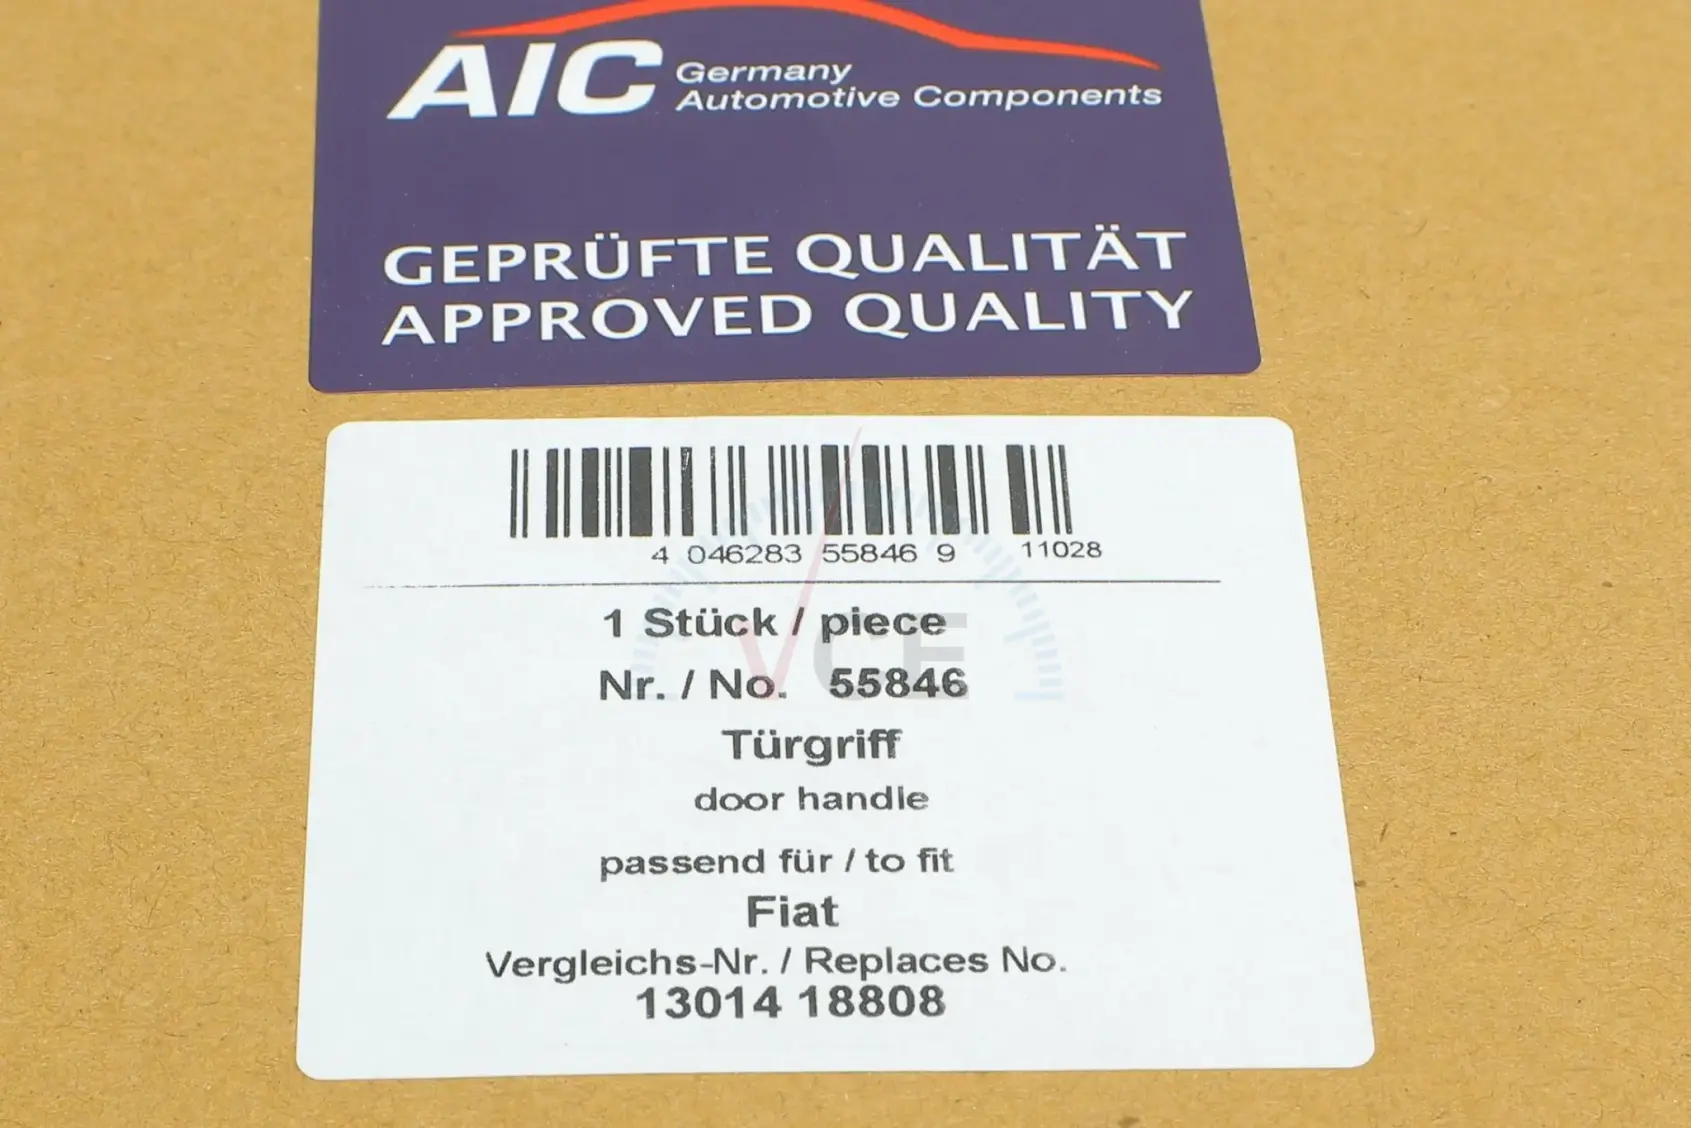 AIC Germany
Automotive Components
GEPRÜFTE QUALITÄT
APPROVED QUALITY
4 046283 55846 9 11028
1 Stück / piece
Nr. / No. 55846
Türgriff
door handle
passend für / to fit
Fiat
Vergleichs-Nr. / Replaces No.
13014 18808
VCE